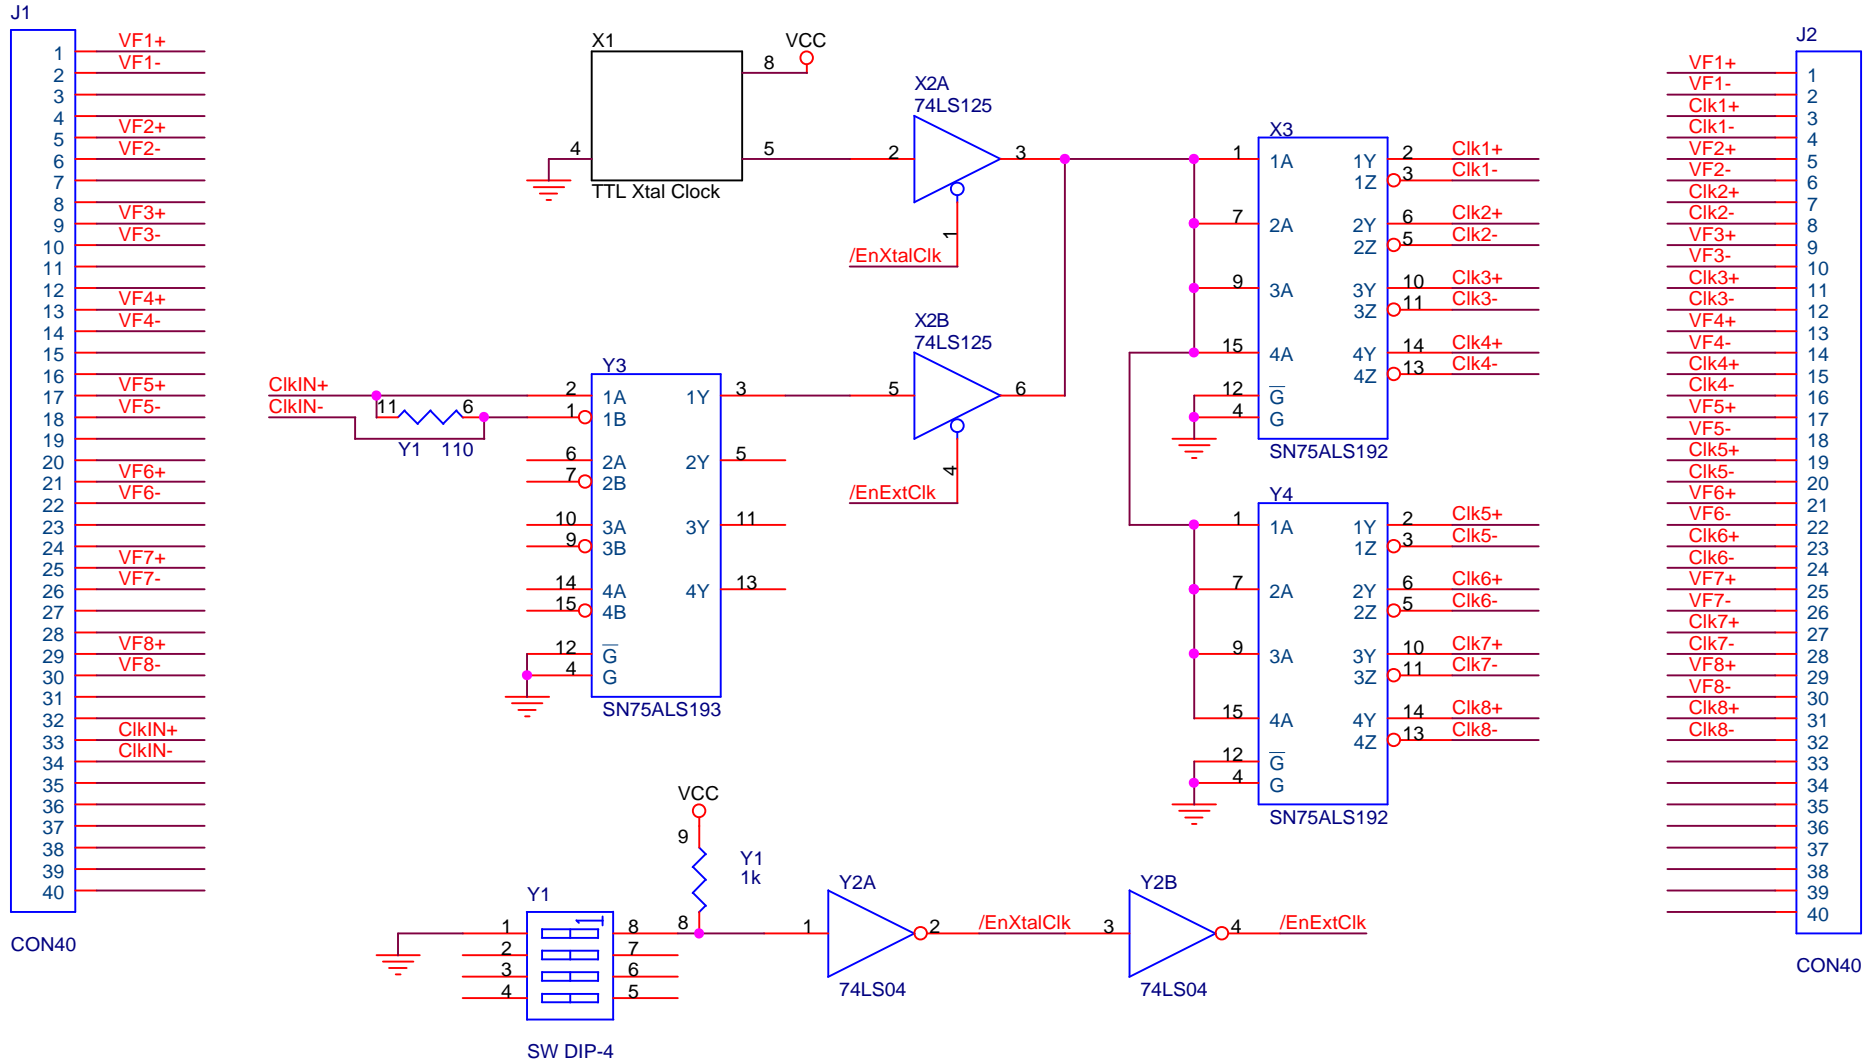 J1
1 VF1+
2 VF1-
3
4
5 VF2+
6 VF2-
7
8
9 VF3+
10 VF3-
11
12
13 VF4+
14 VF4-
15
16
17 VF5+
18 VF5-
19
20
21 VF6+
22 VF6-
23
24
25 VF7+
26 VF7-
27
28
29 VF8+
30 VF8-
31
32
33 ClkIN+
34 ClkIN-
35
36
37
38
39
40
CON40
X1
VCC
8
4 5
TTL Xtal Clock
X2A
74LS125
2 3
1
/EnXtalClk
X2B
74LS125
5 6
4
/EnExtClk
ClkIN+
ClkIN-
11 6
Y1 110
Y3
2 1A 1Y 3
1 1B
6 2A 2Y 5
7 2B
10 3A 3Y 11
9 3B
14 4A 4Y 13
15 4B
12 G
4 G
SN75ALS193
X3
1 1A 1Y 2 Clk1+
1Z 3 Clk1-
7 2A 2Y 6 Clk2+
2Z 5 Clk2-
9 3A 3Y 10 Clk3+
3Z 11 Clk3-
15 4A 4Y 14 Clk4+
4Z 13 Clk4-
12 G
4 G
SN75ALS192
Y4
1 1A 1Y 2 Clk5+
1Z 3 Clk5-
7 2A 2Y 6 Clk6+
2Z 5 Clk6-
9 3A 3Y 10 Clk7+
3Z 11 Clk7-
15 4A 4Y 14 Clk8+
4Z 13 Clk8-
12 G
4 G
SN75ALS192
VCC
9
Y1
1k
8
Y1
1
1 8
2 7
3 6
4 5
SW DIP-4
Y2A
1 2
74LS04
/EnXtalClk
Y2B
3 4
74LS04
/EnExtClk
J2
VF1+ 1
VF1- 2
Clk1+ 3
Clk1- 4
VF2+ 5
VF2- 6
Clk2+ 7
Clk2- 8
VF3+ 9
VF3- 10
Clk3+ 11
Clk3- 12
VF4+ 13
VF4- 14
Clk4+ 15
Clk4- 16
VF5+ 17
VF5- 18
Clk5+ 19
Clk5- 20
VF6+ 21
VF6- 22
Clk6+ 23
Clk6- 24
VF7+ 25
VF7- 26
Clk7+ 27
Clk7- 28
VF8+ 29
VF8- 30
Clk8+ 31
Clk8- 32
33
34
35
36
37
38
39
40
CON40